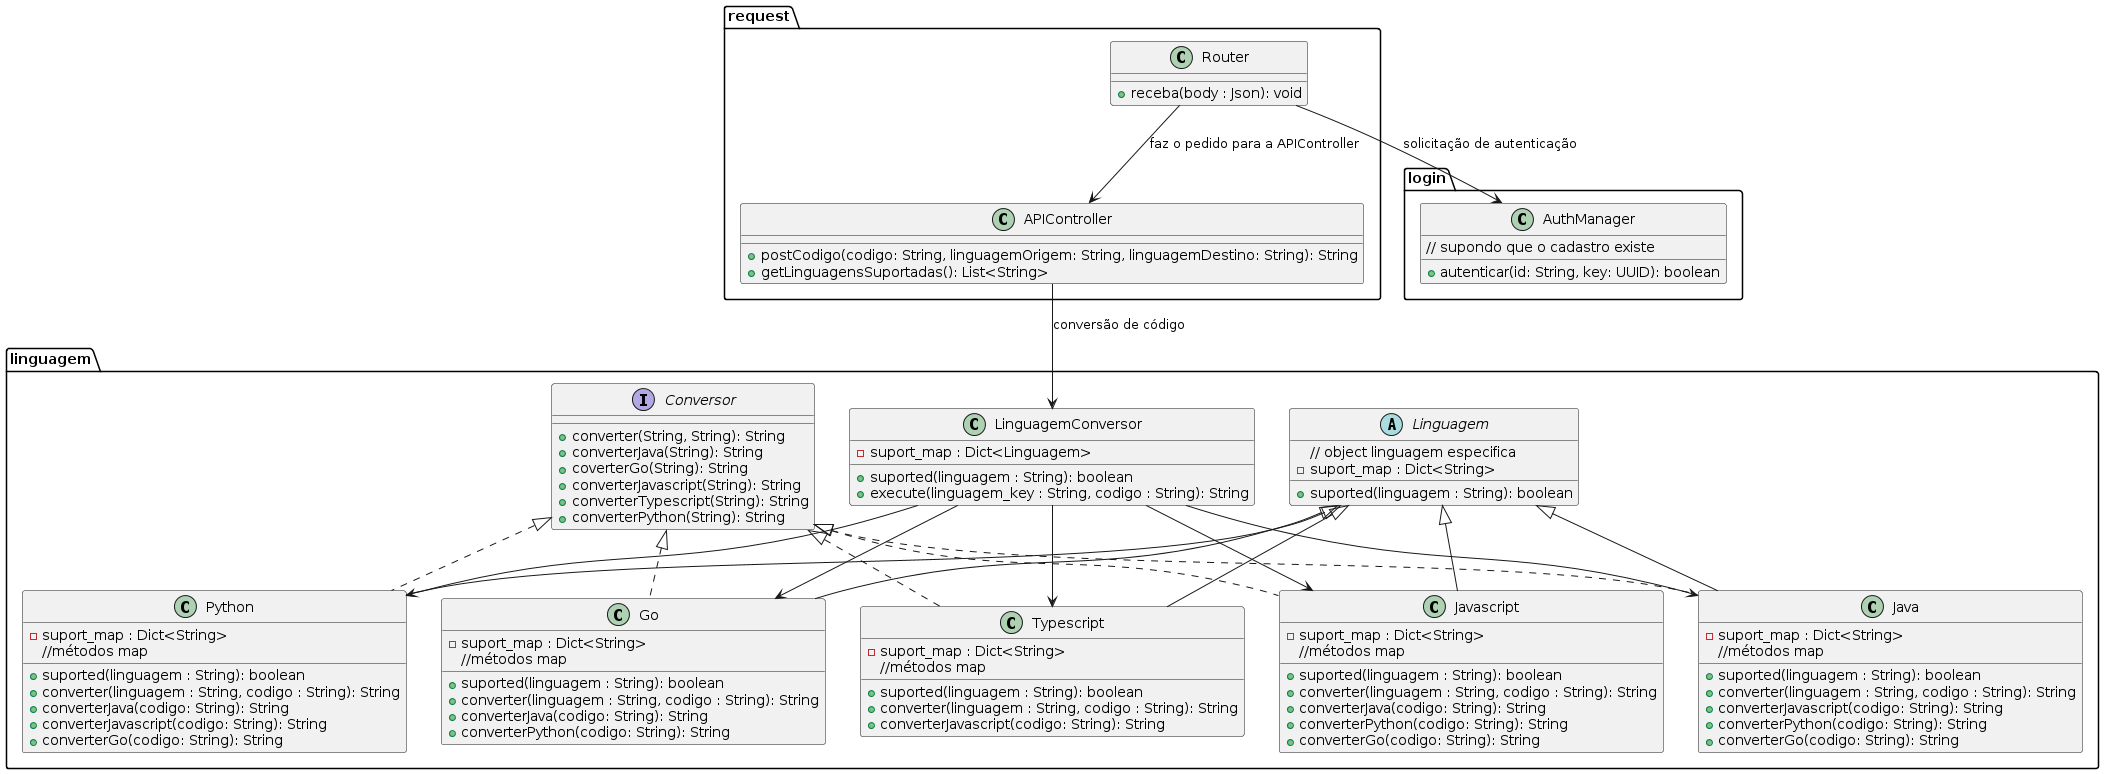 request
C Router
receba(body : Json): void
faz o pedido para a APIController
solicitação de autenticação
C APIController
postCodigo(codigo: String, linguagemOrigem: String, linguagemDestino: String): String
getLinguagensSuportadas(): List<String>
login
C AuthManager
// supondo que o cadastro existe
autenticar(id: String, key: UUID): boolean
conversão de código
linguagem
I Conversor
converter(String, String): String
converterJava(String): String
coverterGo(String): String
converterJavascript(String): String
converterTypescript(String): String
converterPython(String): String
C LinguagemConversor
suport_map : Dict<Linguagem>
suported(linguagem : String): boolean
execute(linguagem_key : String, codigo : String): String
A Linguagem
// object linguagem especifica
suport_map : Dict<String>
suported(linguagem : String): boolean
C Python
suport_map : Dict<String>
//métodos map
suported(linguagem : String): boolean
converter(linguagem : String, codigo : String): String
converterJava(codigo: String): String
converterJavascript(codigo: String): String
converterGo(codigo: String): String
C Go
suport_map : Dict<String>
//métodos map
suported(linguagem : String): boolean
converter(linguagem : String, codigo : String): String
converterJava(codigo: String): String
converterPython(codigo: String): String
C Typescript
suport_map : Dict<String>
//métodos map
suported(linguagem : String): boolean
converter(linguagem : String, codigo : String): String
converterJavascript(codigo: String): String
C Javascript
suport_map : Dict<String>
//métodos map
suported(linguagem : String): boolean
converter(linguagem : String, codigo : String): String
converterJava(codigo: String): String
converterPython(codigo: String): String
converterGo(codigo: String): String
C Java
suport_map : Dict<String>
//métodos map
suported(linguagem : String): boolean
converter(linguagem : String, codigo : String): String
converterJavascript(codigo: String): String
converterPython(codigo: String): String
converterGo(codigo: String): String